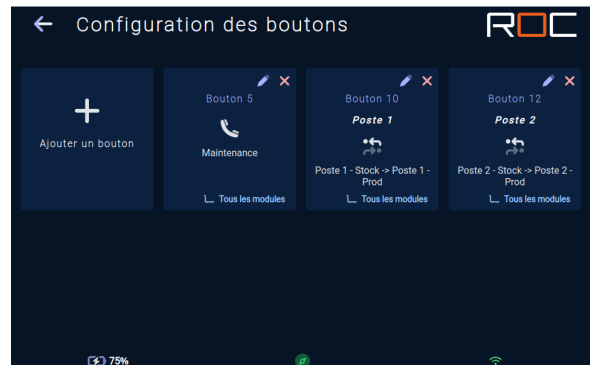 Configuration des boutons
ROC
Ajouter un bouton
Bouton 5
Maintenance
Tous les modules
Bouton 10
Poste 1
Poste 1 - Stock -> Poste 1 -
Prod
Tous les modules
Bouton 12
Poste 2
Poste 2 - Stock -> Poste 2 -
Prod
Tous les modules
75%